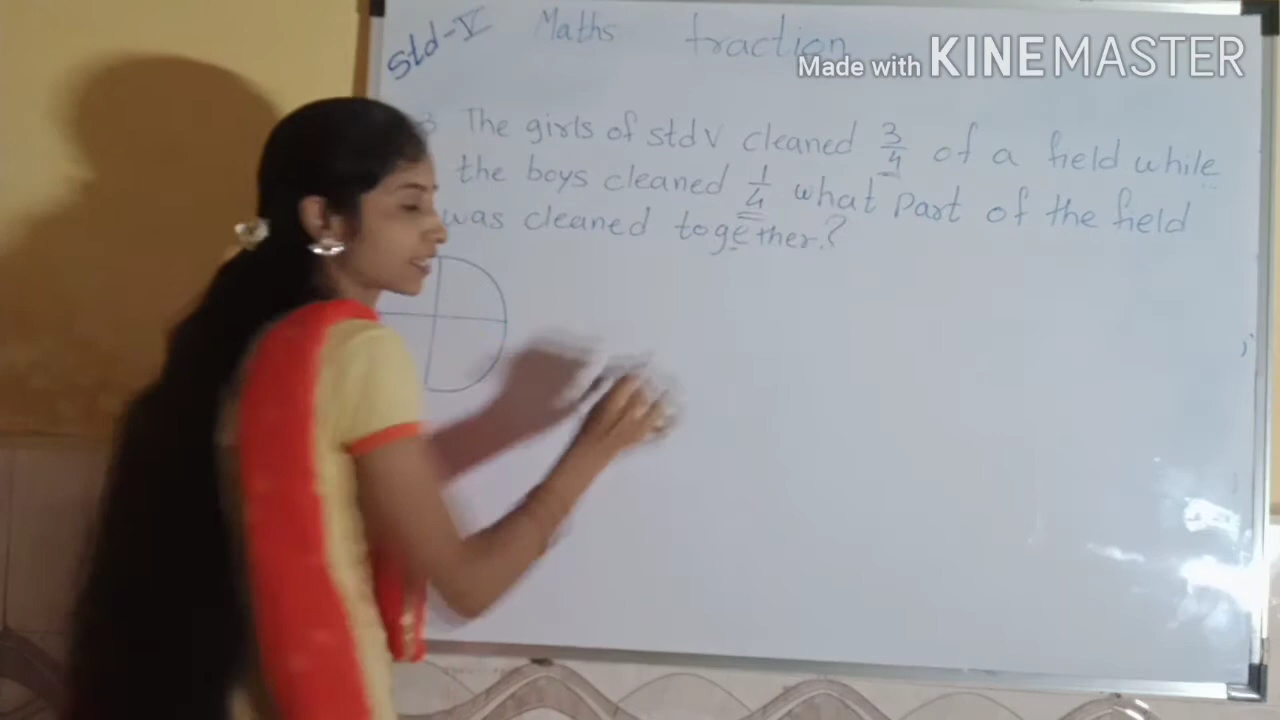 Std-V Maths fraction
Made with KINEMASTER
3 The girls of std V cleaned 3/4 of a field while
the boys cleaned 1/4 what part of the field
was cleaned together.?